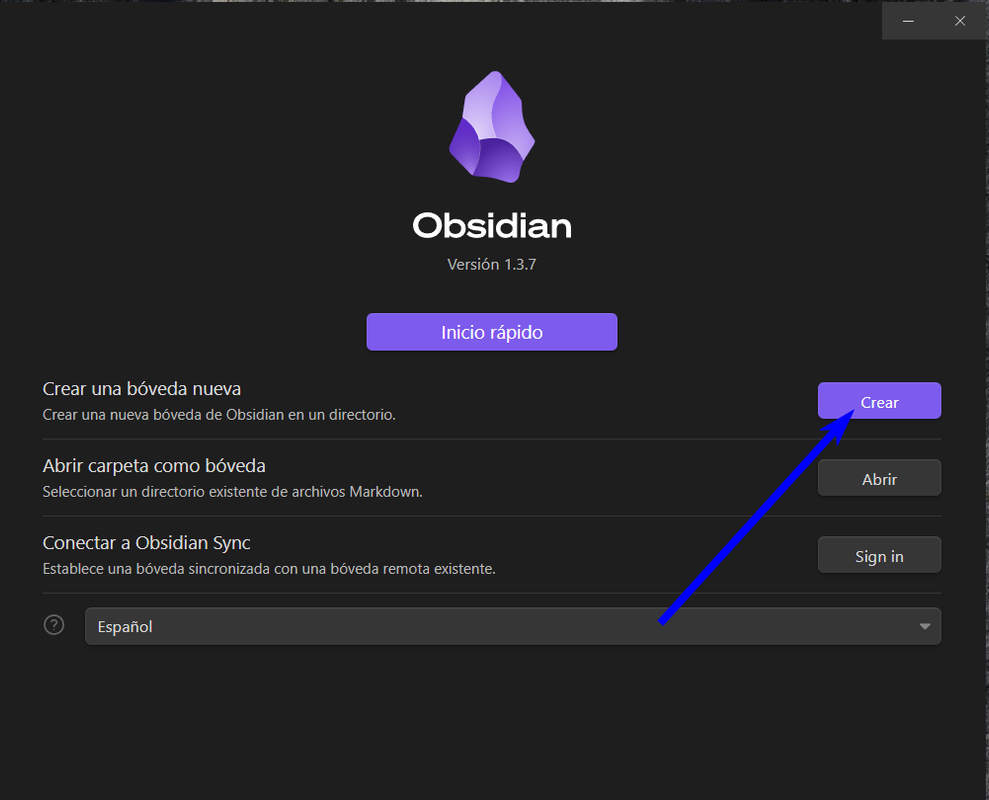 Obsidian
Versión 1.3.7
Inicio rápido
Crear una bóveda nueva
Crear una nueva bóveda de Obsidian en un directorio.
Crear
Abrir carpeta como bóveda
Seleccionar un directorio existente de archivos Markdown.
Abrir
Conectar a Obsidian Sync
Establece una bóveda sincronizada con una bóveda remota existente.
Sign in
?
Español